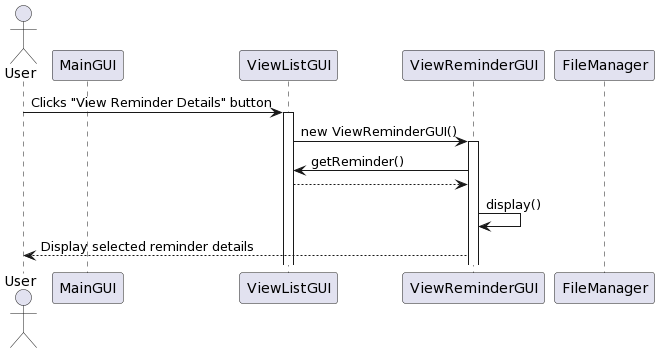 User
MainGUI
ViewListGUI
ViewReminderGUI
FileManager
Clicks "View Reminder Details" button
new ViewReminderGUI()
getReminder()
display()
Display selected reminder details
User
MainGUI
ViewListGUI
ViewReminderGUI
FileManager